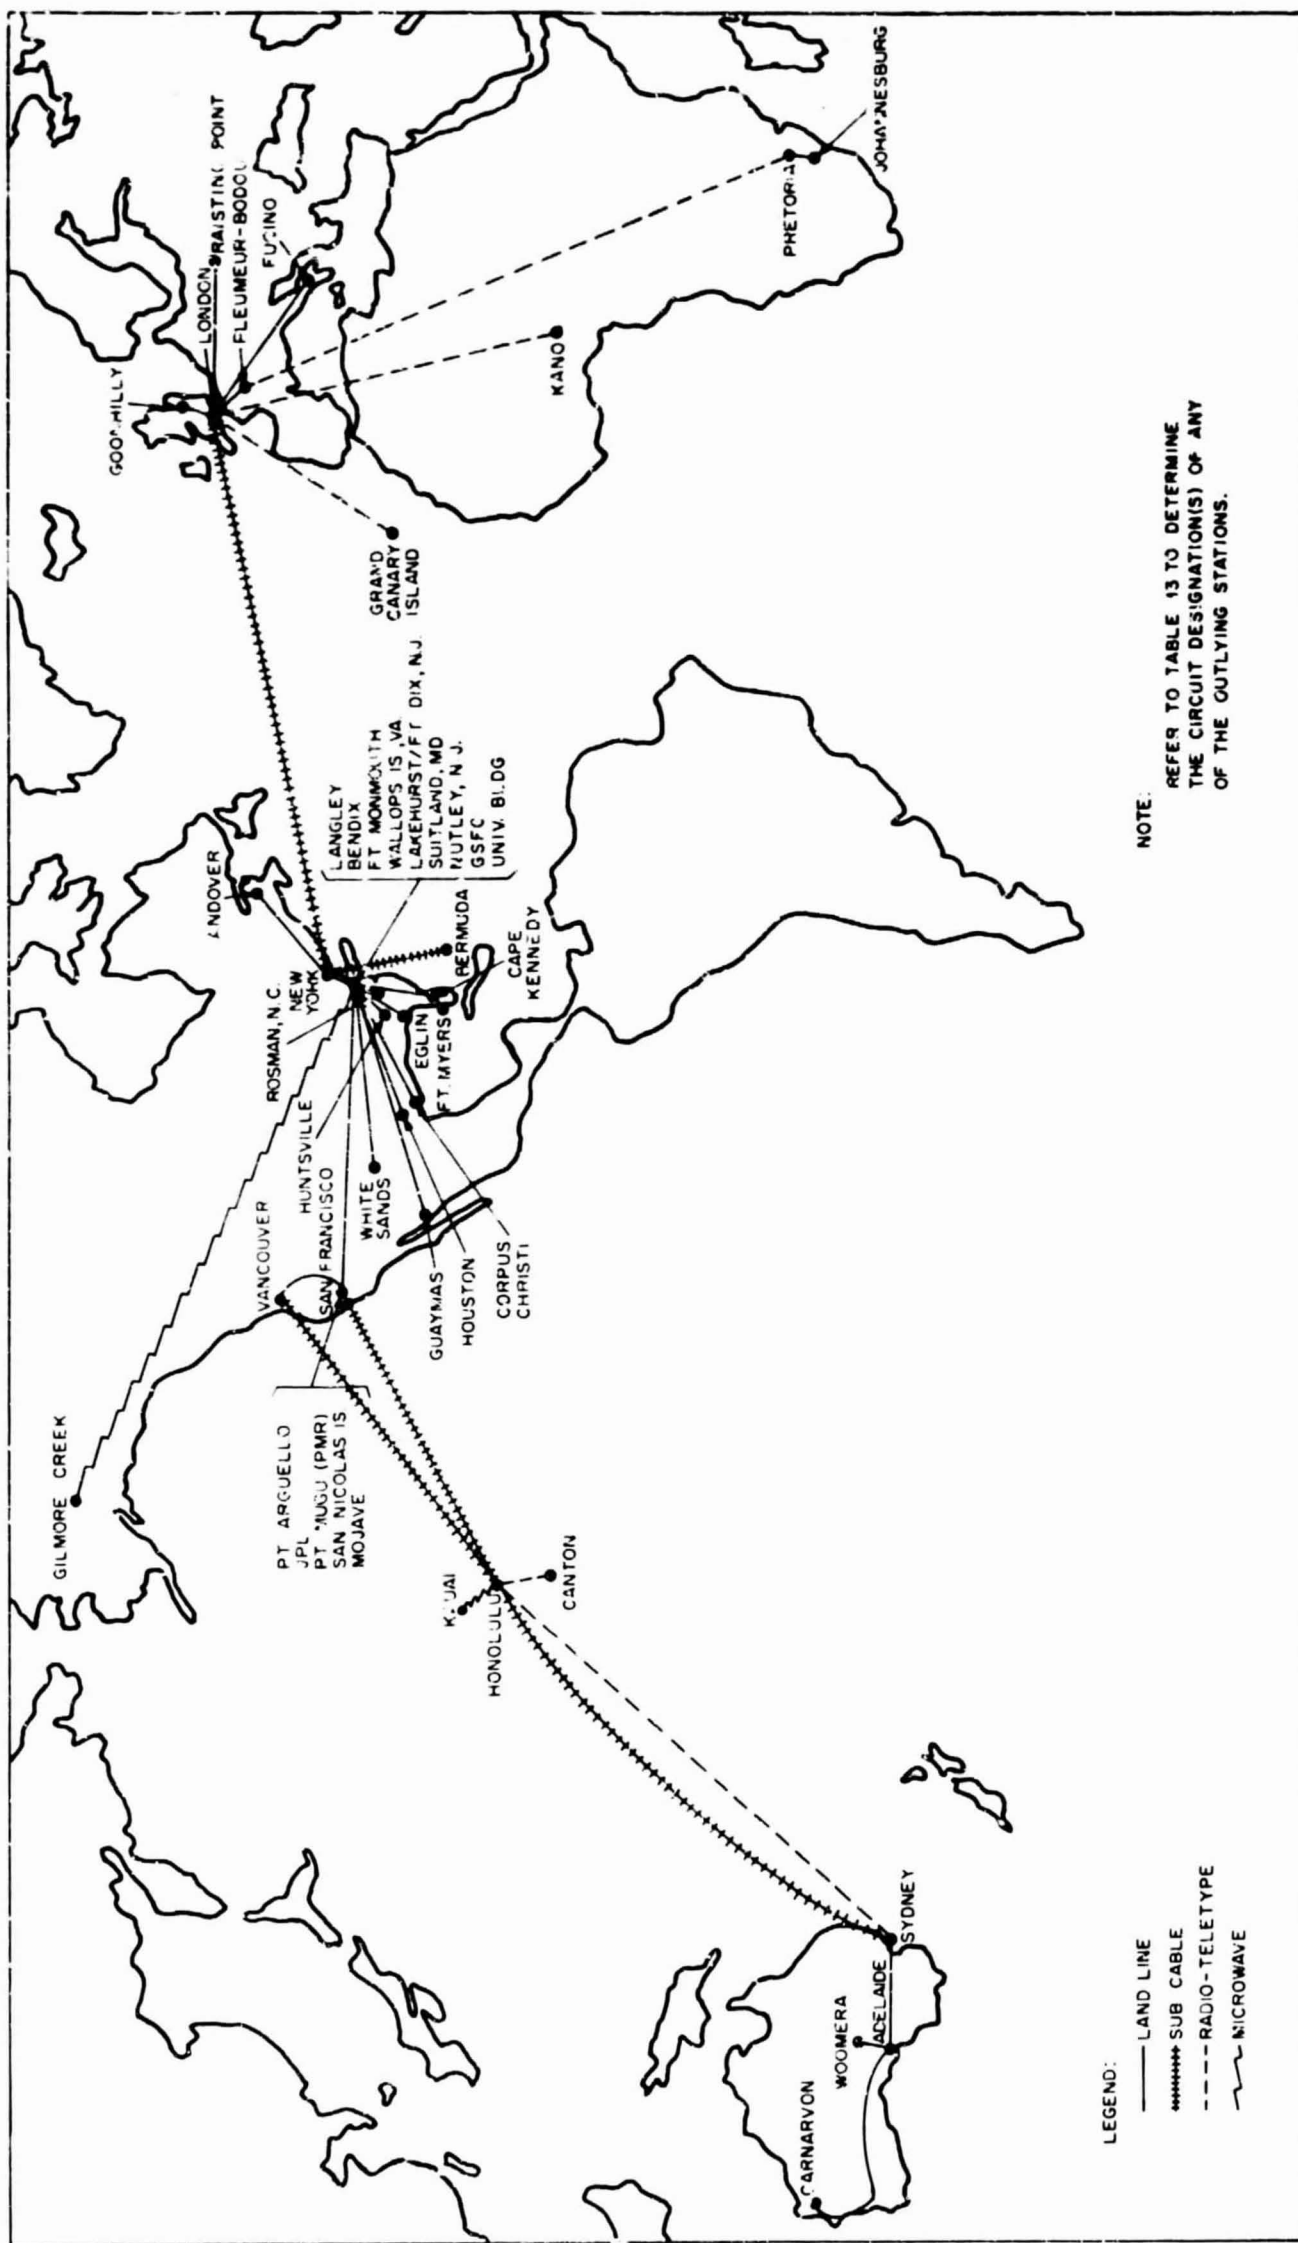 GILMORE CREEK
VANCOUVER
SAN FRANCISCO
HUNTSVILLE
ROSMAN, N.C.
NEW
YORK
ANDOVER
PT ARGUELLO
JPL
PT MUGU (PMR)
SAN NICOLAS IS
MOJAVE
WHITE
SANDS
GUAYMAS
HOUSTON
CORPUS
CHRISTI
EGLIN
FT. MYERS
BERMUDA
CAPE
KENNEDY
LANGLEY
BENDIX
FT MONMOUTH
WALLOPS IS, VA.
LAKEHURST/FT DIX, N.J.
SUITLAND, MD
NUTLEY, N.J.
GSFC
UNIV. BLDG
GRAND
CANARY
ISLAND
GOONHILLY
LONDON
RAISTING POINT
FLEUMEUR-BODOU
FUCINO
KANO
PRETORIA
JOHANNESBURG
KAUAI
HONOLULU
CANTON
SYDNEY
ADELAIDE
WOOMERA
CARNARVON
LEGEND:
LAND LINE
SUB CABLE
RADIO-TELETYPE
MICROWAVE
NOTE:
REFER TO TABLE 13 TO DETERMINE
THE CIRCUIT DESIGNATION(S) OF ANY
OF THE OUTLYING STATIONS.